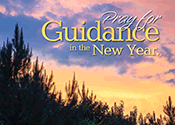 Pray for
Guidance
in the New Year.